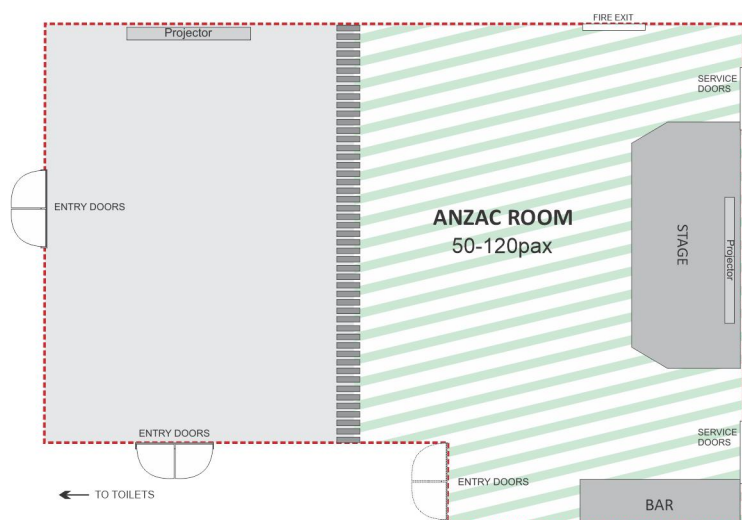 FIRE EXIT
Projector
SERVICE
DOORS
ENTRY DOORS
ANZAC ROOM
50-120pax
STAGE
Projector
ENTRY DOORS
SERVICE
DOORS
ENTRY DOORS
TO TOILETS
BAR